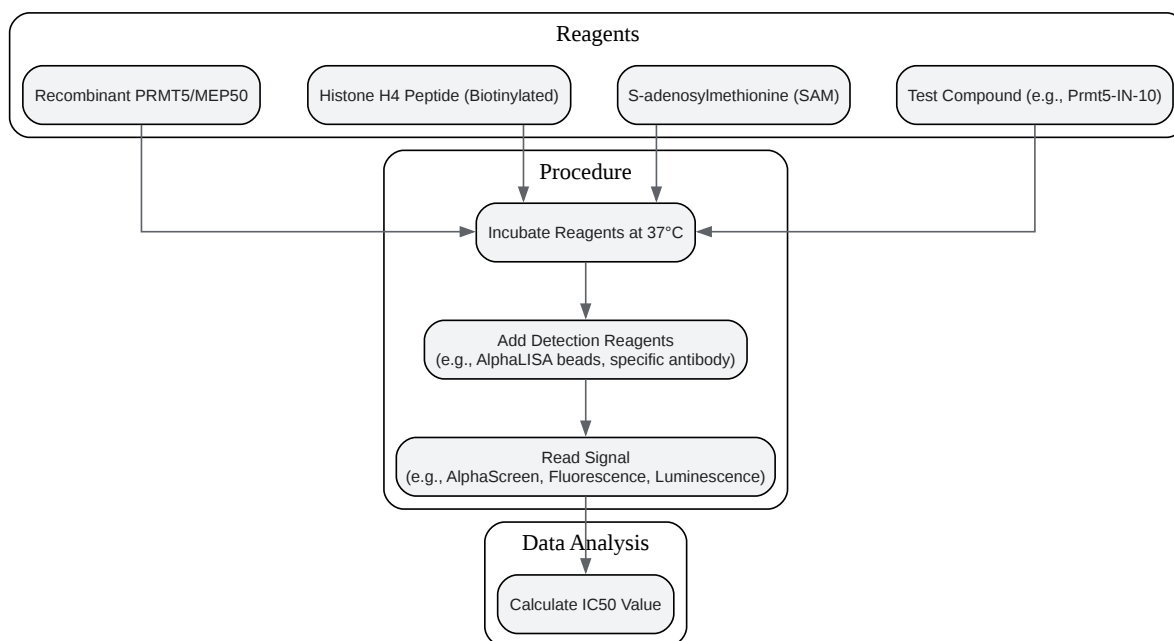 Reagents
Recombinant PRMT5/MEP50
Histone H4 Peptide (Biotinylated)
S-adenosylmethionine (SAM)
Test Compound (e.g., Prmt5-IN-10)
Procedure
Incubate Reagents at 37°C
Add Detection Reagents
(e.g., AlphaLISA beads, specific antibody)
Read Signal
(e.g., AlphaScreen, Fluorescence, Luminescence)
Data Analysis
Calculate IC50 Value